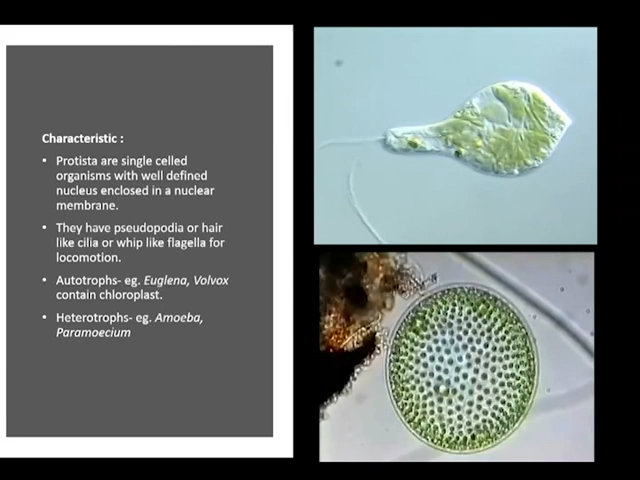 Characteristic :
• Protista are single celled
organisms with well defined
nucleus enclosed in a nuclear
membrane.
• They have pseudopodia or hair
like cilia or whip like flagella for
locomotion.
• Autotrophs- eg. Euglena, Volvox
contain chloroplast.
• Heterotrophs- eg. Amoeba,
Paramoecium